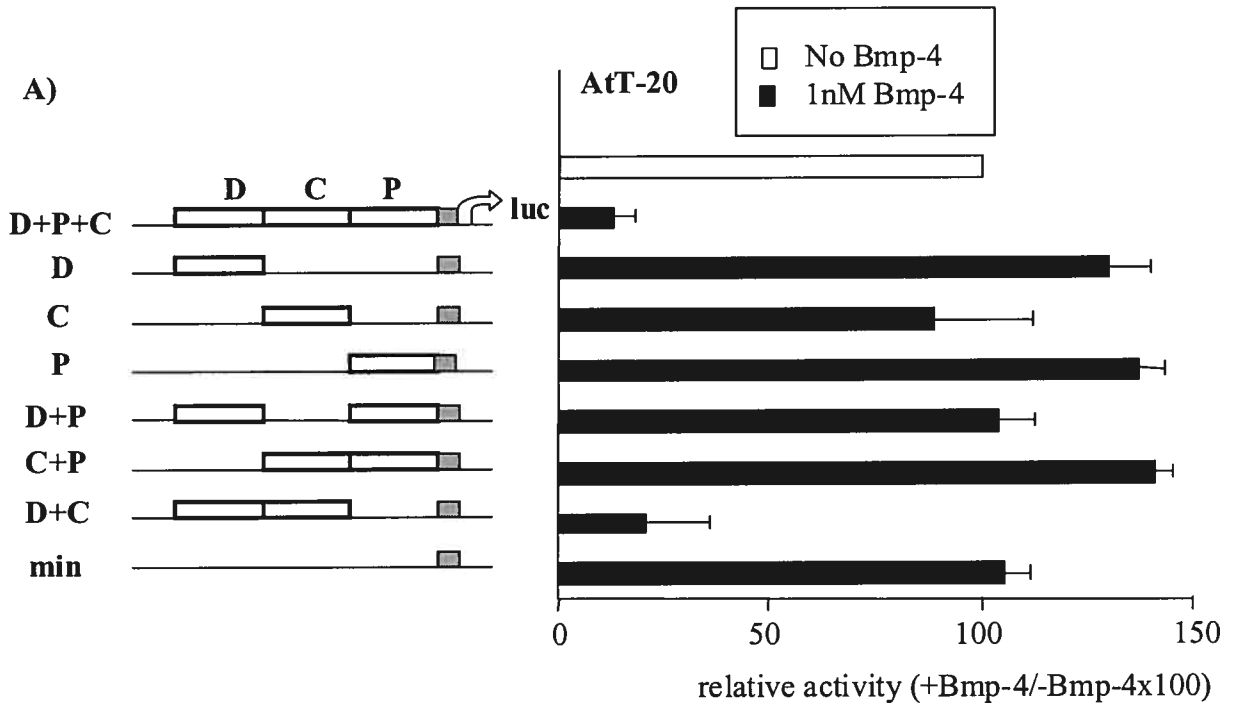 A)
AtT-20
No Bmp-4
1nM Bmp-4
D C P
D+P+C
luc
D
C
P
D+P
C+P
D+C
min
0 50 100 150
relative activity (+Bmp-4/-Bmp-4x100)